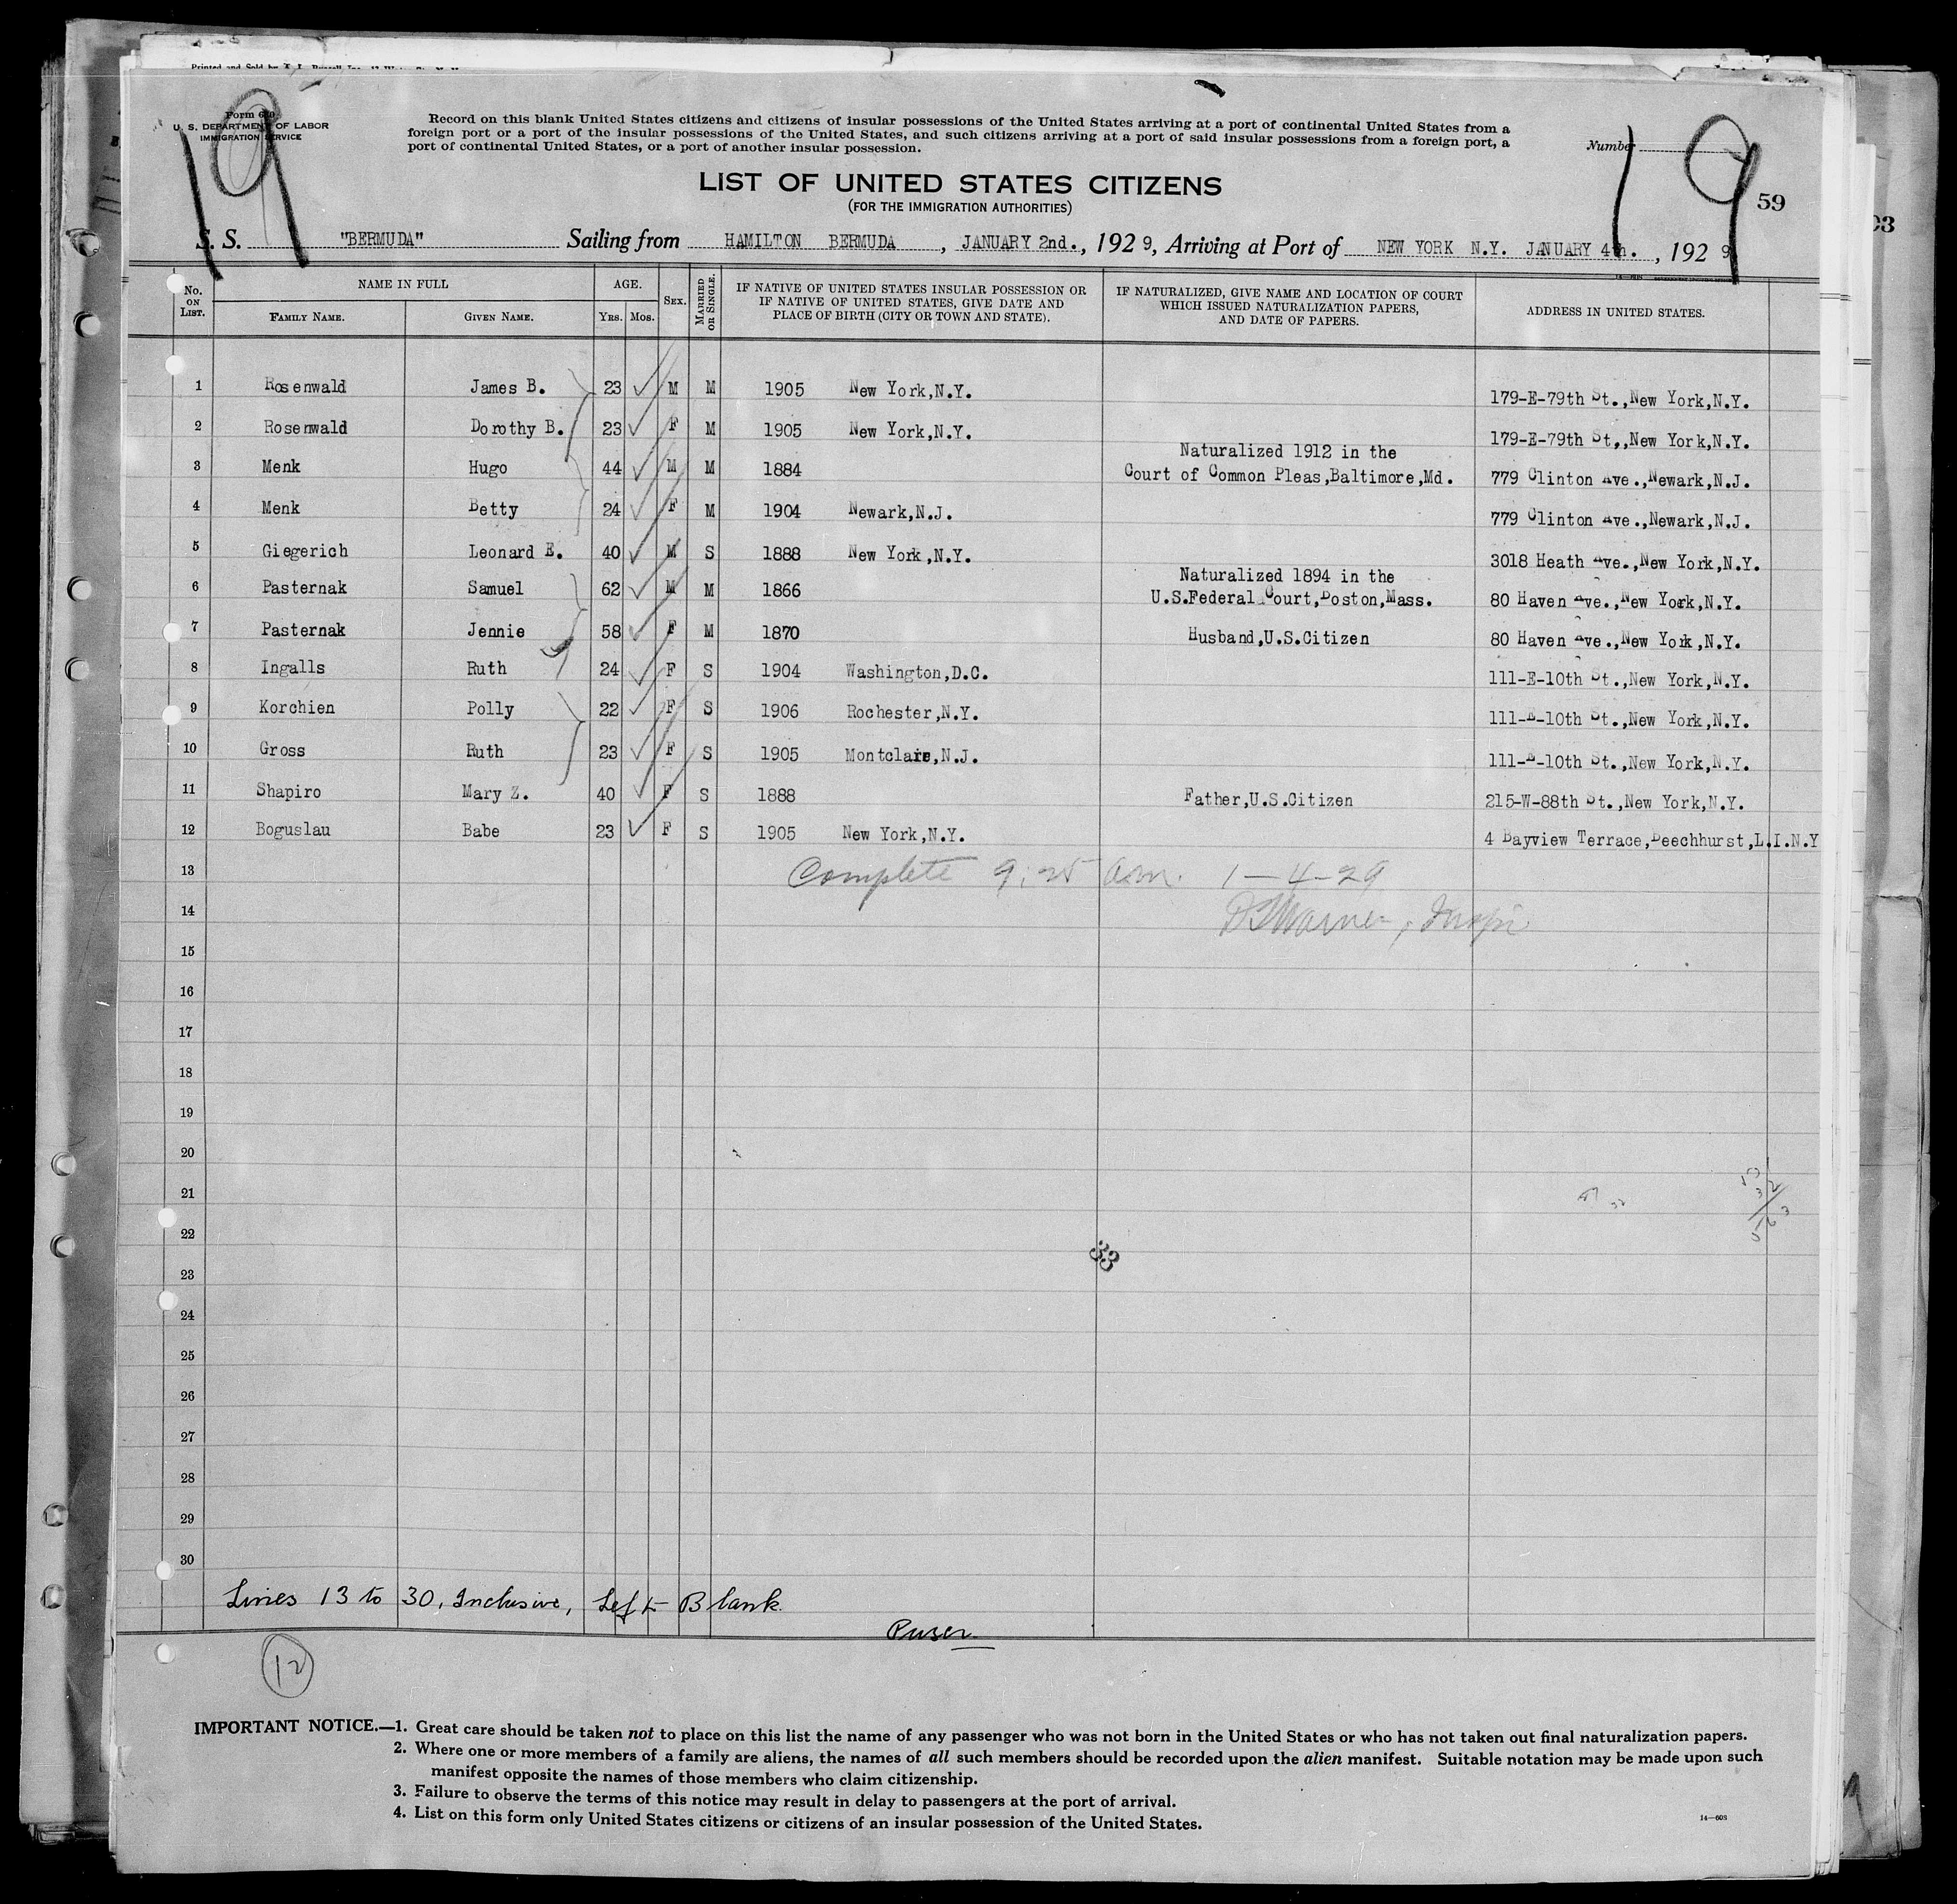 Form 630
U. S. DEPARTMENT OF LABOR
IMMIGRATION SERVICE
19
Record on this blank United States citizens and citizens of insular possessions of the United States arriving at a port of continental United States from a
foreign port or a port of the insular possessions of the United States, and such citizens arriving at a port of said insular possessions from a foreign port, a
port of continental United States, or a port of another insular possession.
Number
19
59
LIST OF UNITED STATES CITIZENS
(FOR THE IMMIGRATION AUTHORITIES)
S. S. "BERMUDA" Sailing from HAMILTON BERMUDA, JANUARY 2nd., 1929, Arriving at Port of NEW YORK N.Y. JANUARY 4th., 1929
No. ON LIST. NAME IN FULL AGE. SEX. MARRIED OR SINGLE. IF NATIVE OF UNITED STATES INSULAR POSSESSION OR IF NATIVE OF UNITED STATES, GIVE DATE AND PLACE OF BIRTH (CITY OR TOWN AND STATE). IF NATURALIZED, GIVE NAME AND LOCATION OF COURT WHICH ISSUED NATURALIZATION PAPERS, AND DATE OF PAPERS. ADDRESS IN UNITED STATES.
FAMILY NAME. GIVEN NAME. YRS. MOS.
1 Rosenwald James B. 23 M M 1905 New York,N.Y. 179-E-79th St.,New York,N.Y.
2 Rosenwald Dorothy B. 23 F M 1905 New York,N.Y. 179-E-79th St,,New York,N.Y.
3 Menk Hugo 44 M M 1884 Naturalized 1912 in the Court of Common Pleas,Baltimore,Md. 779 Clinton Ave.,Newark,N.J.
4 Menk Betty 24 F M 1904 Newark,N.J. 779 Clinton Ave.,Newark,N.J.
5 Giegerich Leonard E. 40 M S 1888 New York,N.Y. 3018 Heath Ave.,New York,N.Y.
6 Pasternak Samuel 62 M M 1866 Naturalized 1894 in the U.S.Federal Court,Boston,Mass. 80 Haven Ave.,New York,N.Y.
7 Pasternak Jennie 58 F M 1870 Husband,U.S.Citizen 80 Haven Ave.,New York,N.Y.
8 Ingalls Ruth 24 F S 1904 Washington,D.C. 111-E-10th St.,New York,N.Y.
9 Korchien Polly 22 F S 1906 Rochester,N.Y. 111-E-10th St.,New York,N.Y.
10 Gross Ruth 23 F S 1905 Montclaire,N.J. 111-E-10th St.,New York,N.Y.
11 Shapiro Mary Z. 40 F S 1888 Father,U.S.Citizen 215-W-88th St.,New York,N.Y.
12 Boguslau Babe 23 F S 1905 New York,N.Y. 4 Bayview Terrace,Beechhurst,L.I.N.Y
13 Complete 9:25 a.m. 1-4-29
14 Warner, Inspr
15
16
17
18
19
20
21
22
23
24
25
26
27
28
29
30
33
Lines 13 to 30, Inclusive, Left Blank.
Purser
12
IMPORTANT NOTICE.—1. Great care should be taken not to place on this list the name of any passenger who was not born in the United States or who has not taken out final naturalization papers.
2. Where one or more members of a family are aliens, the names of all such members should be recorded upon the alien manifest. Suitable notation may be made upon such
manifest opposite the names of those members who claim citizenship.
3. Failure to observe the terms of this notice may result in delay to passengers at the port of arrival.
4. List on this form only United States citizens or citizens of an insular possession of the United States.
14—608